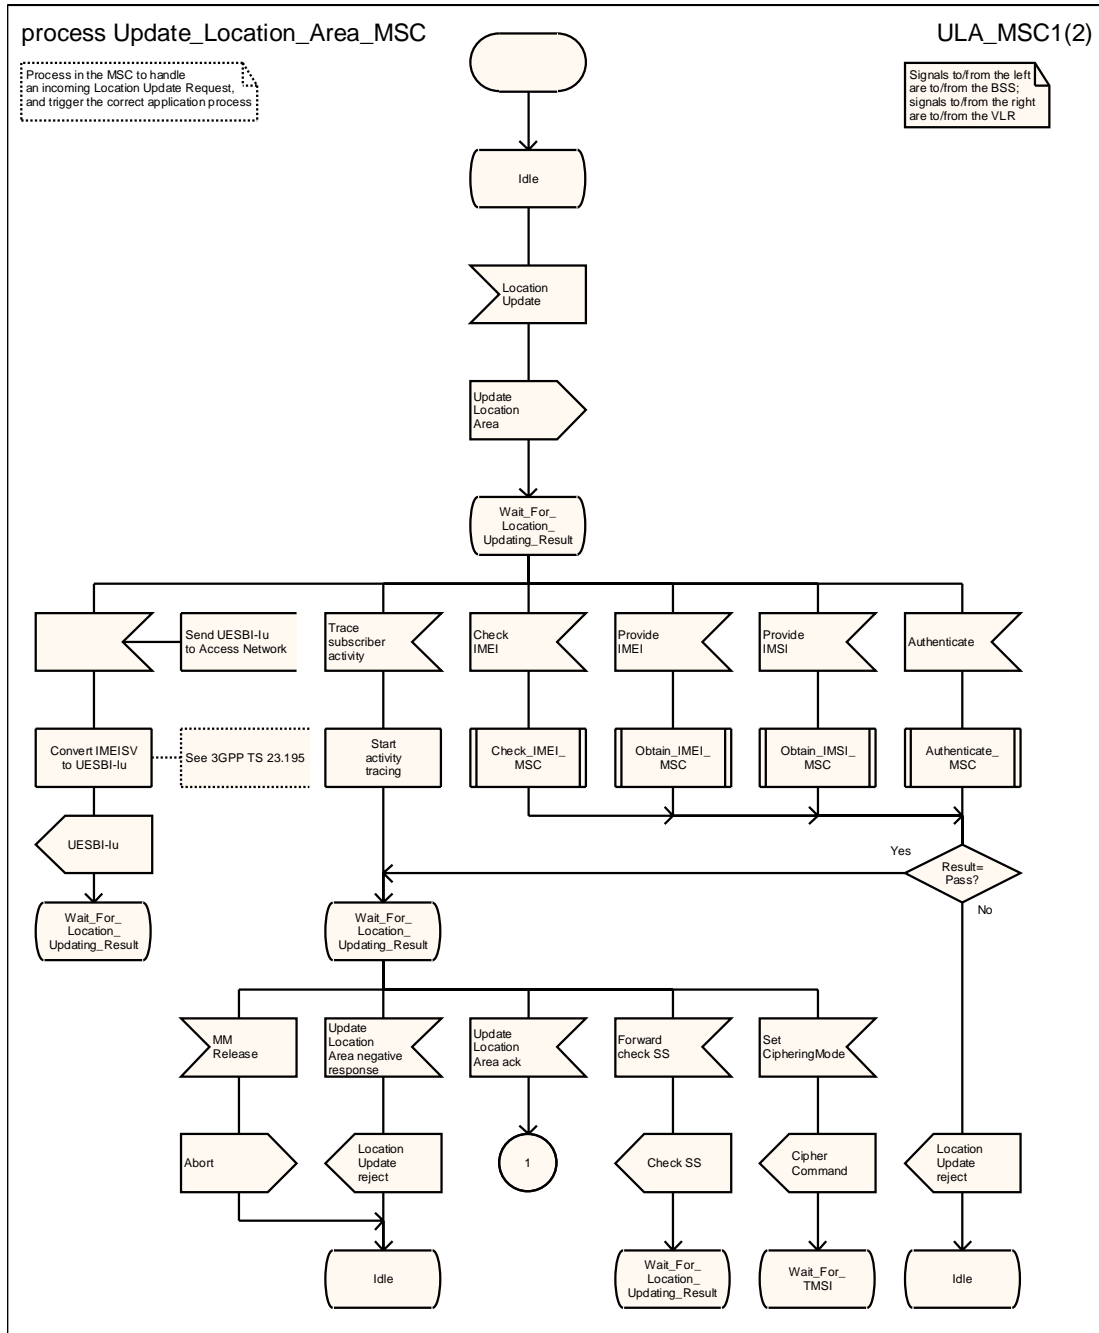 process Update_Location_Area_MSC
ULA_MSC1(2)
Process in the MSC to handle
an incoming Location Update Request,
and trigger the correct application process
Signals to/from the left
are to/from the BSS;
signals to/from the right
are to/from the VLR
Idle
Location
Update
Update
Location
Area
Wait_For_
Location_
Updating_Result
Send UESBI-Iu
to Access Network
Trace
subscriber
activity
Check
IMEI
Provide
IMEI
Provide
IMSI
Authenticate
Convert IMEISV
to UESBI-Iu
See 3GPP TS 23.195
Start
activity
tracing
Check_IMEI_
MSC
Obtain_IMEI_
MSC
Obtain_IMSI_
MSC
Authenticate_
MSC
UESBI-Iu
Yes
Result=
Pass?
No
Wait_For_
Location_
Updating_Result
Wait_For_
Location_
Updating_Result
MM
Release
Update
Location
Area negative
response
Update
Location
Area ack
Forward
check SS
Set
CipheringMode
Abort
Location
Update
reject
1
Check SS
Cipher
Command
Location
Update
reject
Idle
Wait_For_
Location_
Updating_Result
Wait_For_
TMSI
Idle